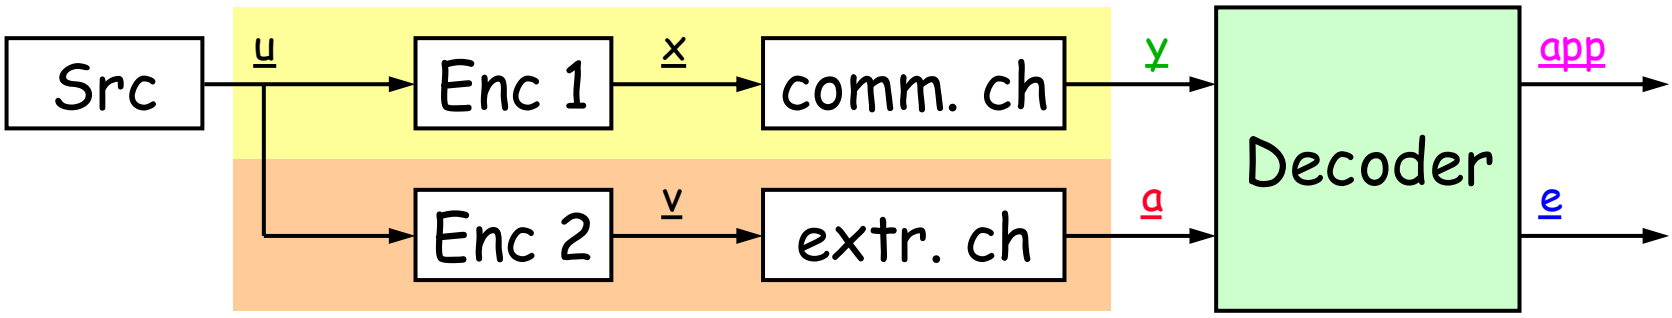 u x y app
Src Enc 1 comm. ch
Decoder
v a e
Enc 2 extr. ch